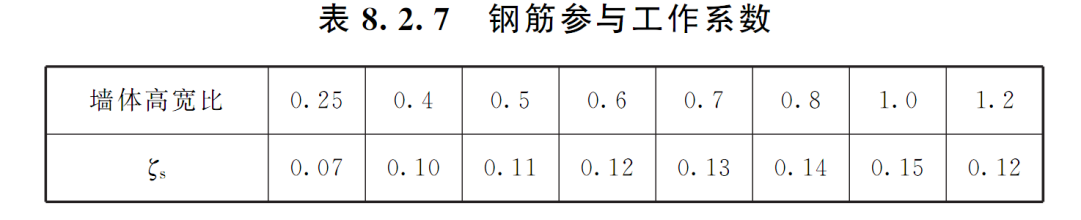 表 8. 2. 7 钢筋参与工作系数
墙体高宽比 0. 25 0. 4 0. 5 0. 6 0. 7 0. 8 1. 0 1. 2
ζs 0. 07 0. 10 0. 11 0. 12 0. 13 0. 14 0. 15 0. 12